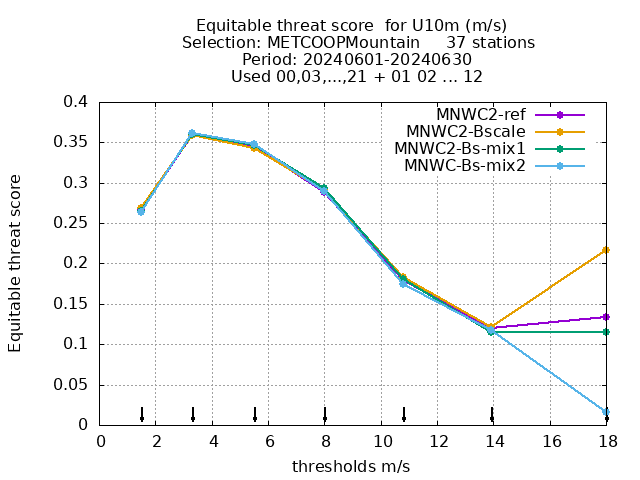 Equitable threat score  for U10m (m/s)
Selection: METCOOPMountain     37 stations
Period: 20240601-20240630
Used 00,03,...,21 + 01 02 ... 12
MNWC2-ref
MNWC2-Bscale
MNWC2-Bs-mix1
MNWC-Bs-mix2
Equitable threat score
0.4
0.35
0.3
0.25
0.2
0.15
0.1
0.05
0
0 2 4 6 8 10 12 14 16 18
thresholds m/s